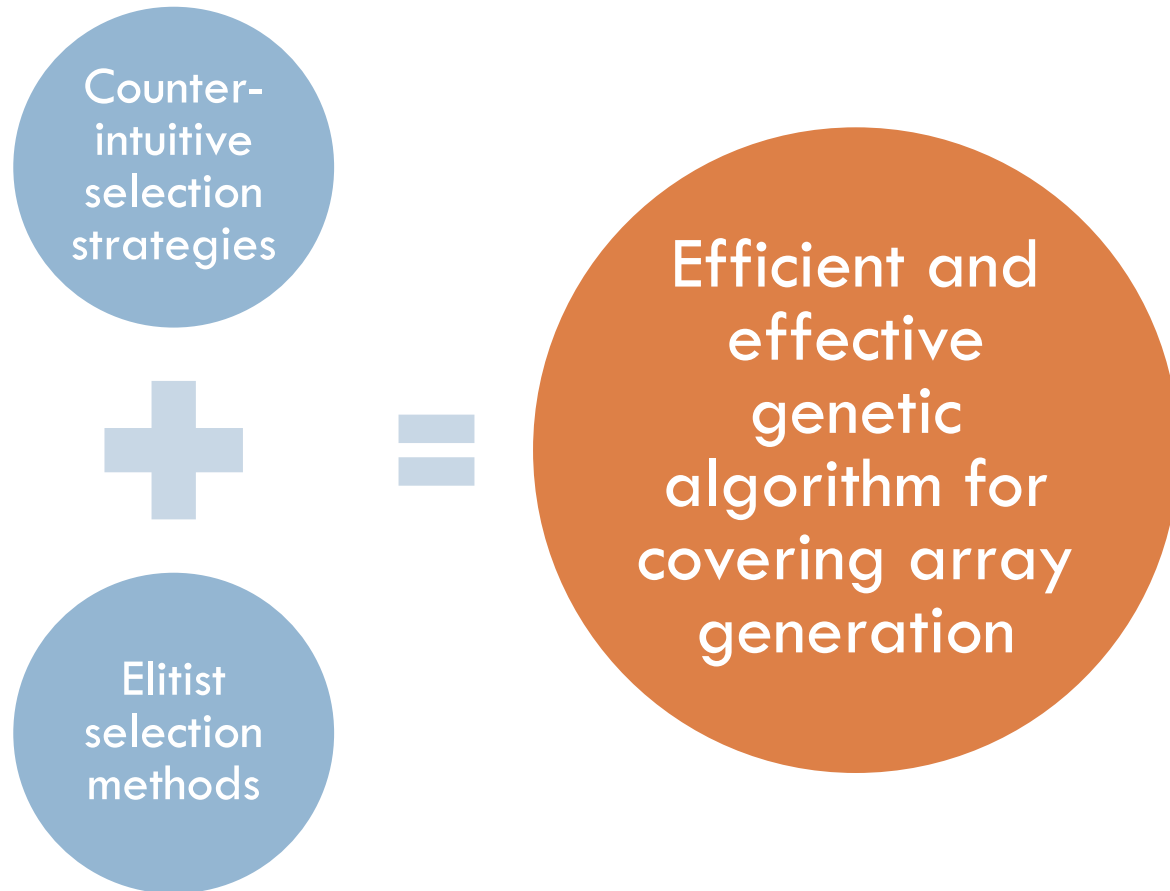 Counter-
intuitive
selection
strategies
+
Elitist
selection
methods
=
Efficient and
effective
genetic
algorithm for
covering array
generation